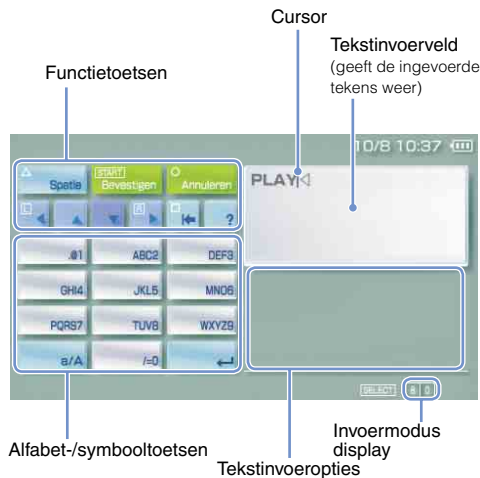 Cursor
Tekstinvoerveld
(geeft de ingevoerde
tekens weer)
Functietoetsen
10/8 10:37
Spatie
START
Bevestigen
Annuleren
PLAY
L
R
?
.@1
ABC2
DEF3
GHI4
JKL5
MNO6
PQRS7
TUV8
WXYZ9
a/A
/=0
SELECT
Alfabet-/symbooltoetsen
Invoermodus
display
Tekstinvoeropties